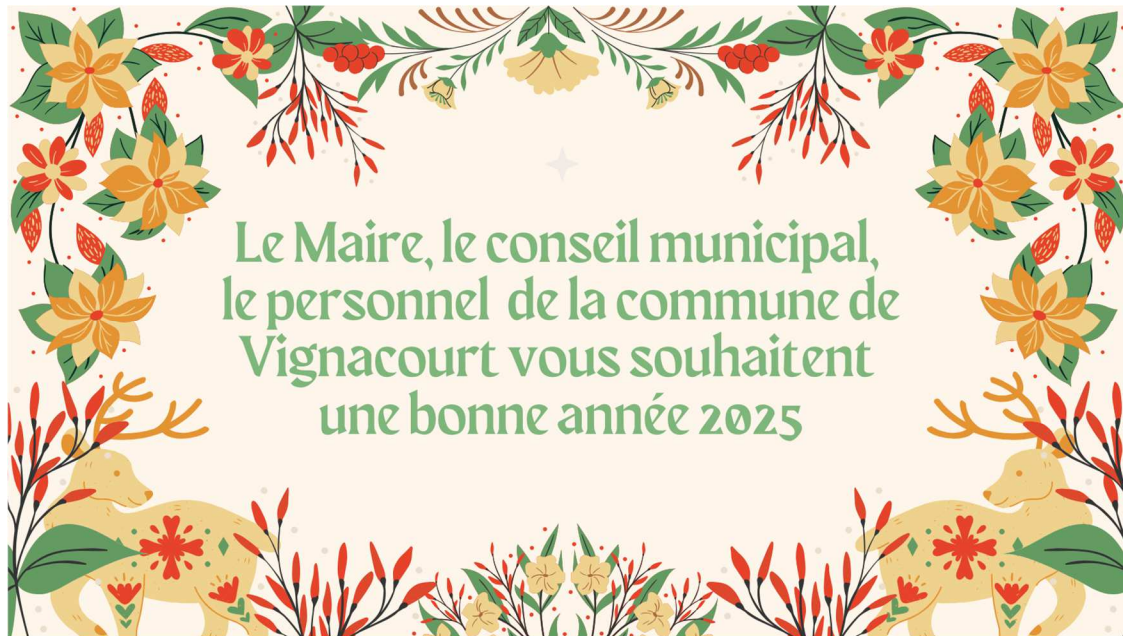 Le Maire, le conseil municipal,
le personnel de la commune de
Vignacourt vous souhaitent
une bonne année 2025